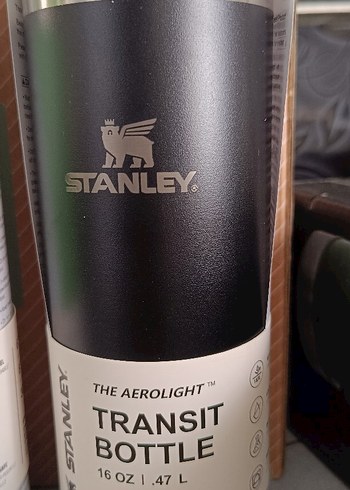 STANLEY®
THE AEROLIGHT™
TRANSIT
BOTTLE
16 OZ | .47 L
STANLEY.